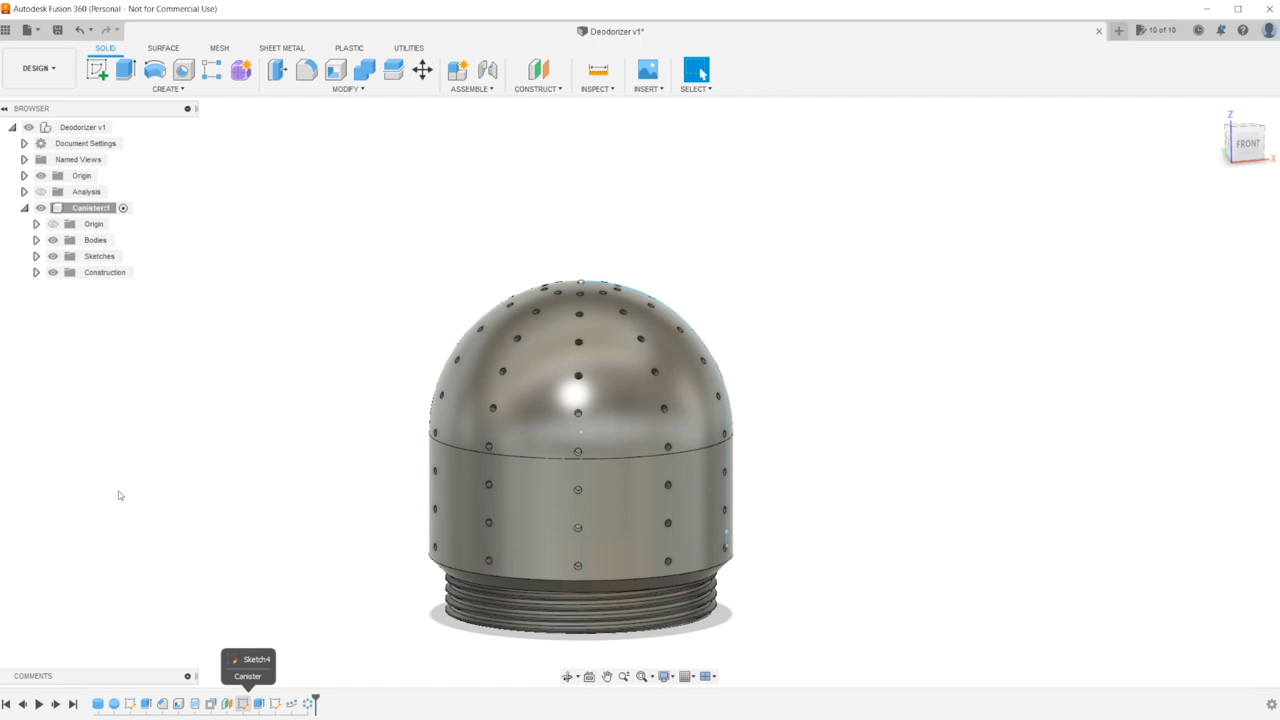 Autodesk Fusion 360 (Personal - Not for Commercial Use)
Deodorizer v1*
10 of 10
SOLID SURFACE MESH SHEET METAL PLASTIC UTILITIES
DESIGN
CREATE MODIFY ASSEMBLE CONSTRUCT INSPECT INSERT SELECT
BROWSER
Deodorizer v1
Document Settings
Named Views
Origin
Analysis
Canister:1
Origin
Bodies
Sketches
Construction
Z
FRONT
X
Sketch4
Canister
COMMENTS